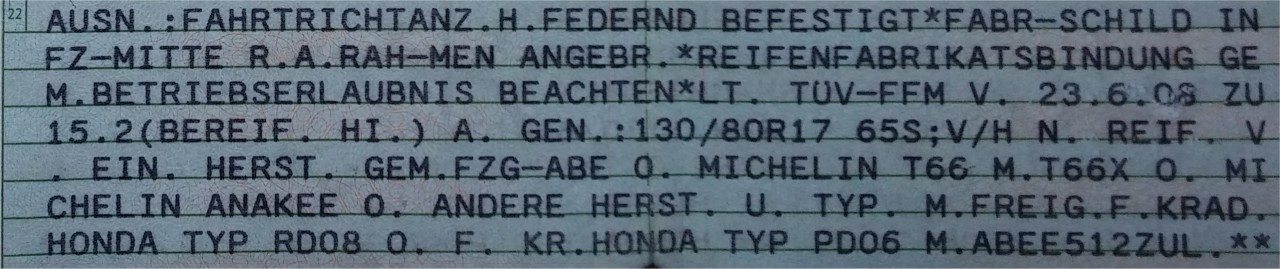 22
AUSN.:FAHRTRICHTANZ.H.FEDERND BEFESTIGT*FABR-SCHILD IN
FZ-MITTE R.A.RAH-MEN ANGEBR.*REIFENFABRIKATSBINDUNG GE
M.BETRIEBSERLAUBNIS BEACHTEN*LT. TÜV-FFM V. 23.6.08 ZU
15.2(BEREIF. HI.) A. GEN.:130/80R17 65S;V/H N. REIF. V
. EIN. HERST. GEM.FZG-ABE O. MICHELIN T66 M.T66X O. MI
CHELIN ANAKEE O. ANDERE HERST. U. TYP. M.FREIG.F.KRAD.
HONDA TYP RD08 O. F. KR.HONDA TYP PD06 M.ABEE512ZUL.**